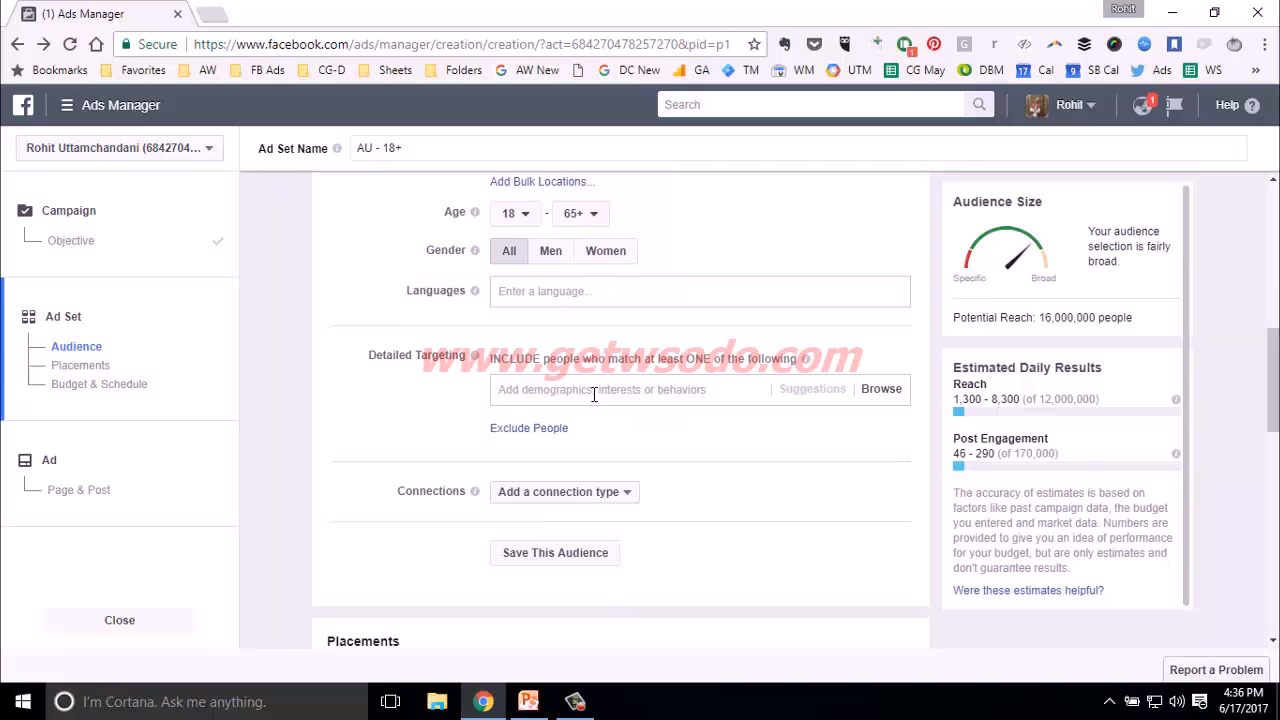 (1) Ads Manager
Rohit
Secure
https://www.facebook.com/ads/manager/creation/creation/?act=684270478257270&pid=p1
Bookmarks
Favorites
AW
FB Ads
CG-D
Sheets
Folders
AW New
DC New
GA
TM
WM
UTM
CG May
DBM
Cal
SB Cal
Ads
WS
Ads Manager
Search
Rohit
1
Help
Rohit Uttamchandani (6842704...
Ad Set Name
AU - 18+
Campaign
Objective
Ad Set
Audience
Placements
Budget & Schedule
Ad
Page & Post
Close
Add Bulk Locations...
Age
18
-
65+
Gender
All
Men
Women
Languages
Enter a language...
Detailed Targeting
INCLUDE people who match at least ONE of the following
Add demographics, interests or behaviors
Suggestions
Browse
Exclude People
Connections
Add a connection type
Save This Audience
Placements
www.getwsodo.com
Audience Size
Specific
Broad
Your audience
selection is fairly
broad.
Potential Reach: 16,000,000 people
Estimated Daily Results
Reach
1,300 - 8,300 (of 12,000,000)
Post Engagement
46 - 290 (of 170,000)
The accuracy of estimates is based on
factors like past campaign data, the budget
you entered and market data. Numbers are
provided to give you an idea of performance
for your budget, but are only estimates and
don't guarantee results.
Were these estimates helpful?
Report a Problem
I'm Cortana. Ask me anything.
4:36 PM
6/17/2017